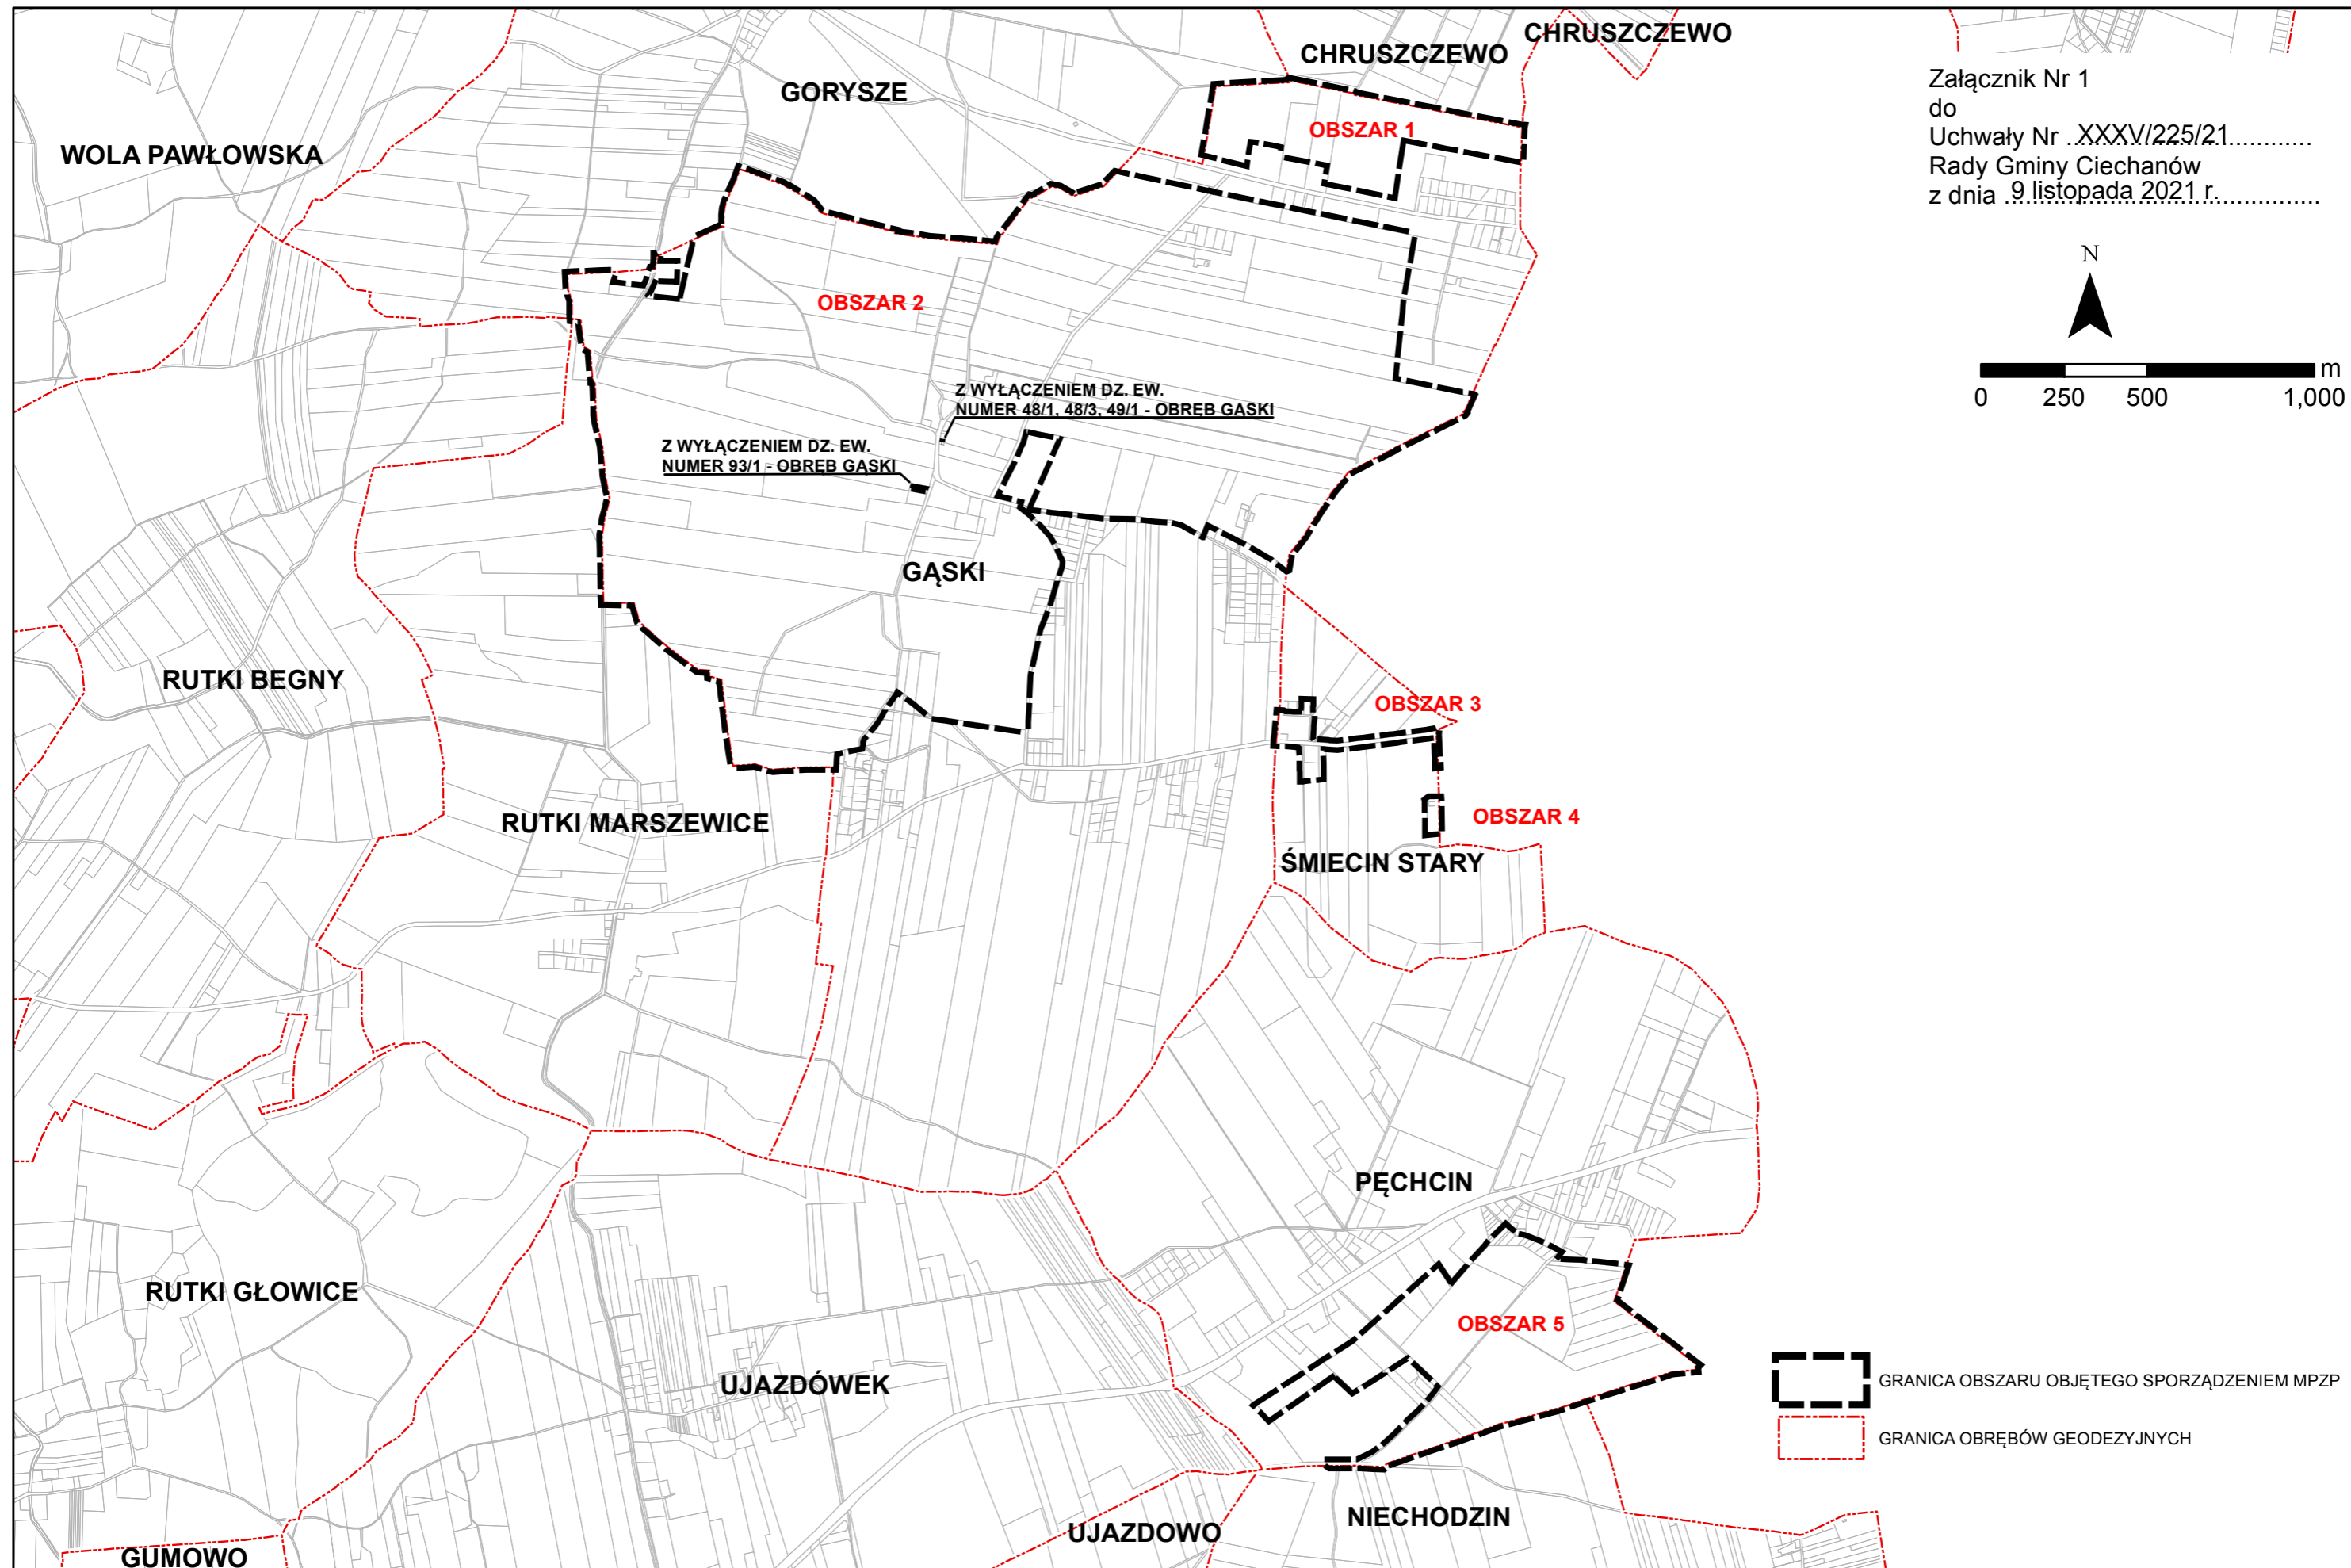 CHRUSZCZEWO
CHRUSZCZEWO
GORYSZE
Załącznik Nr 1
do
Uchwały Nr ..XXXV/225/21............
Rady Gminy Ciechanów
z dnia ..9 listopada 2021 r...............
OBSZAR 1
WOLA PAWŁOWSKA
N
OBSZAR 2
m
0 250 500 1,000
Z WYŁĄCZENIEM DZ. EW.
NUMER 48/1, 48/3, 49/1 - OBRĘB GĄSKI
Z WYŁĄCZENIEM DZ. EW.
NUMER 93/1 - OBRĘB GĄSKI
GĄSKI
RUTKI BEGNY
OBSZAR 3
OBSZAR 4
RUTKI MARSZEWICE
ŚMIECIN STARY
PĘCHCIN
RUTKI GŁOWICE
OBSZAR 5
UJAZDÓWEK
GRANICA OBSZARU OBJĘTEGO SPORZĄDZENIEM MPZP
GRANICA OBRĘBÓW GEODEZYJNYCH
NIECHODZIN
UJAZDOWO
GUMOWO